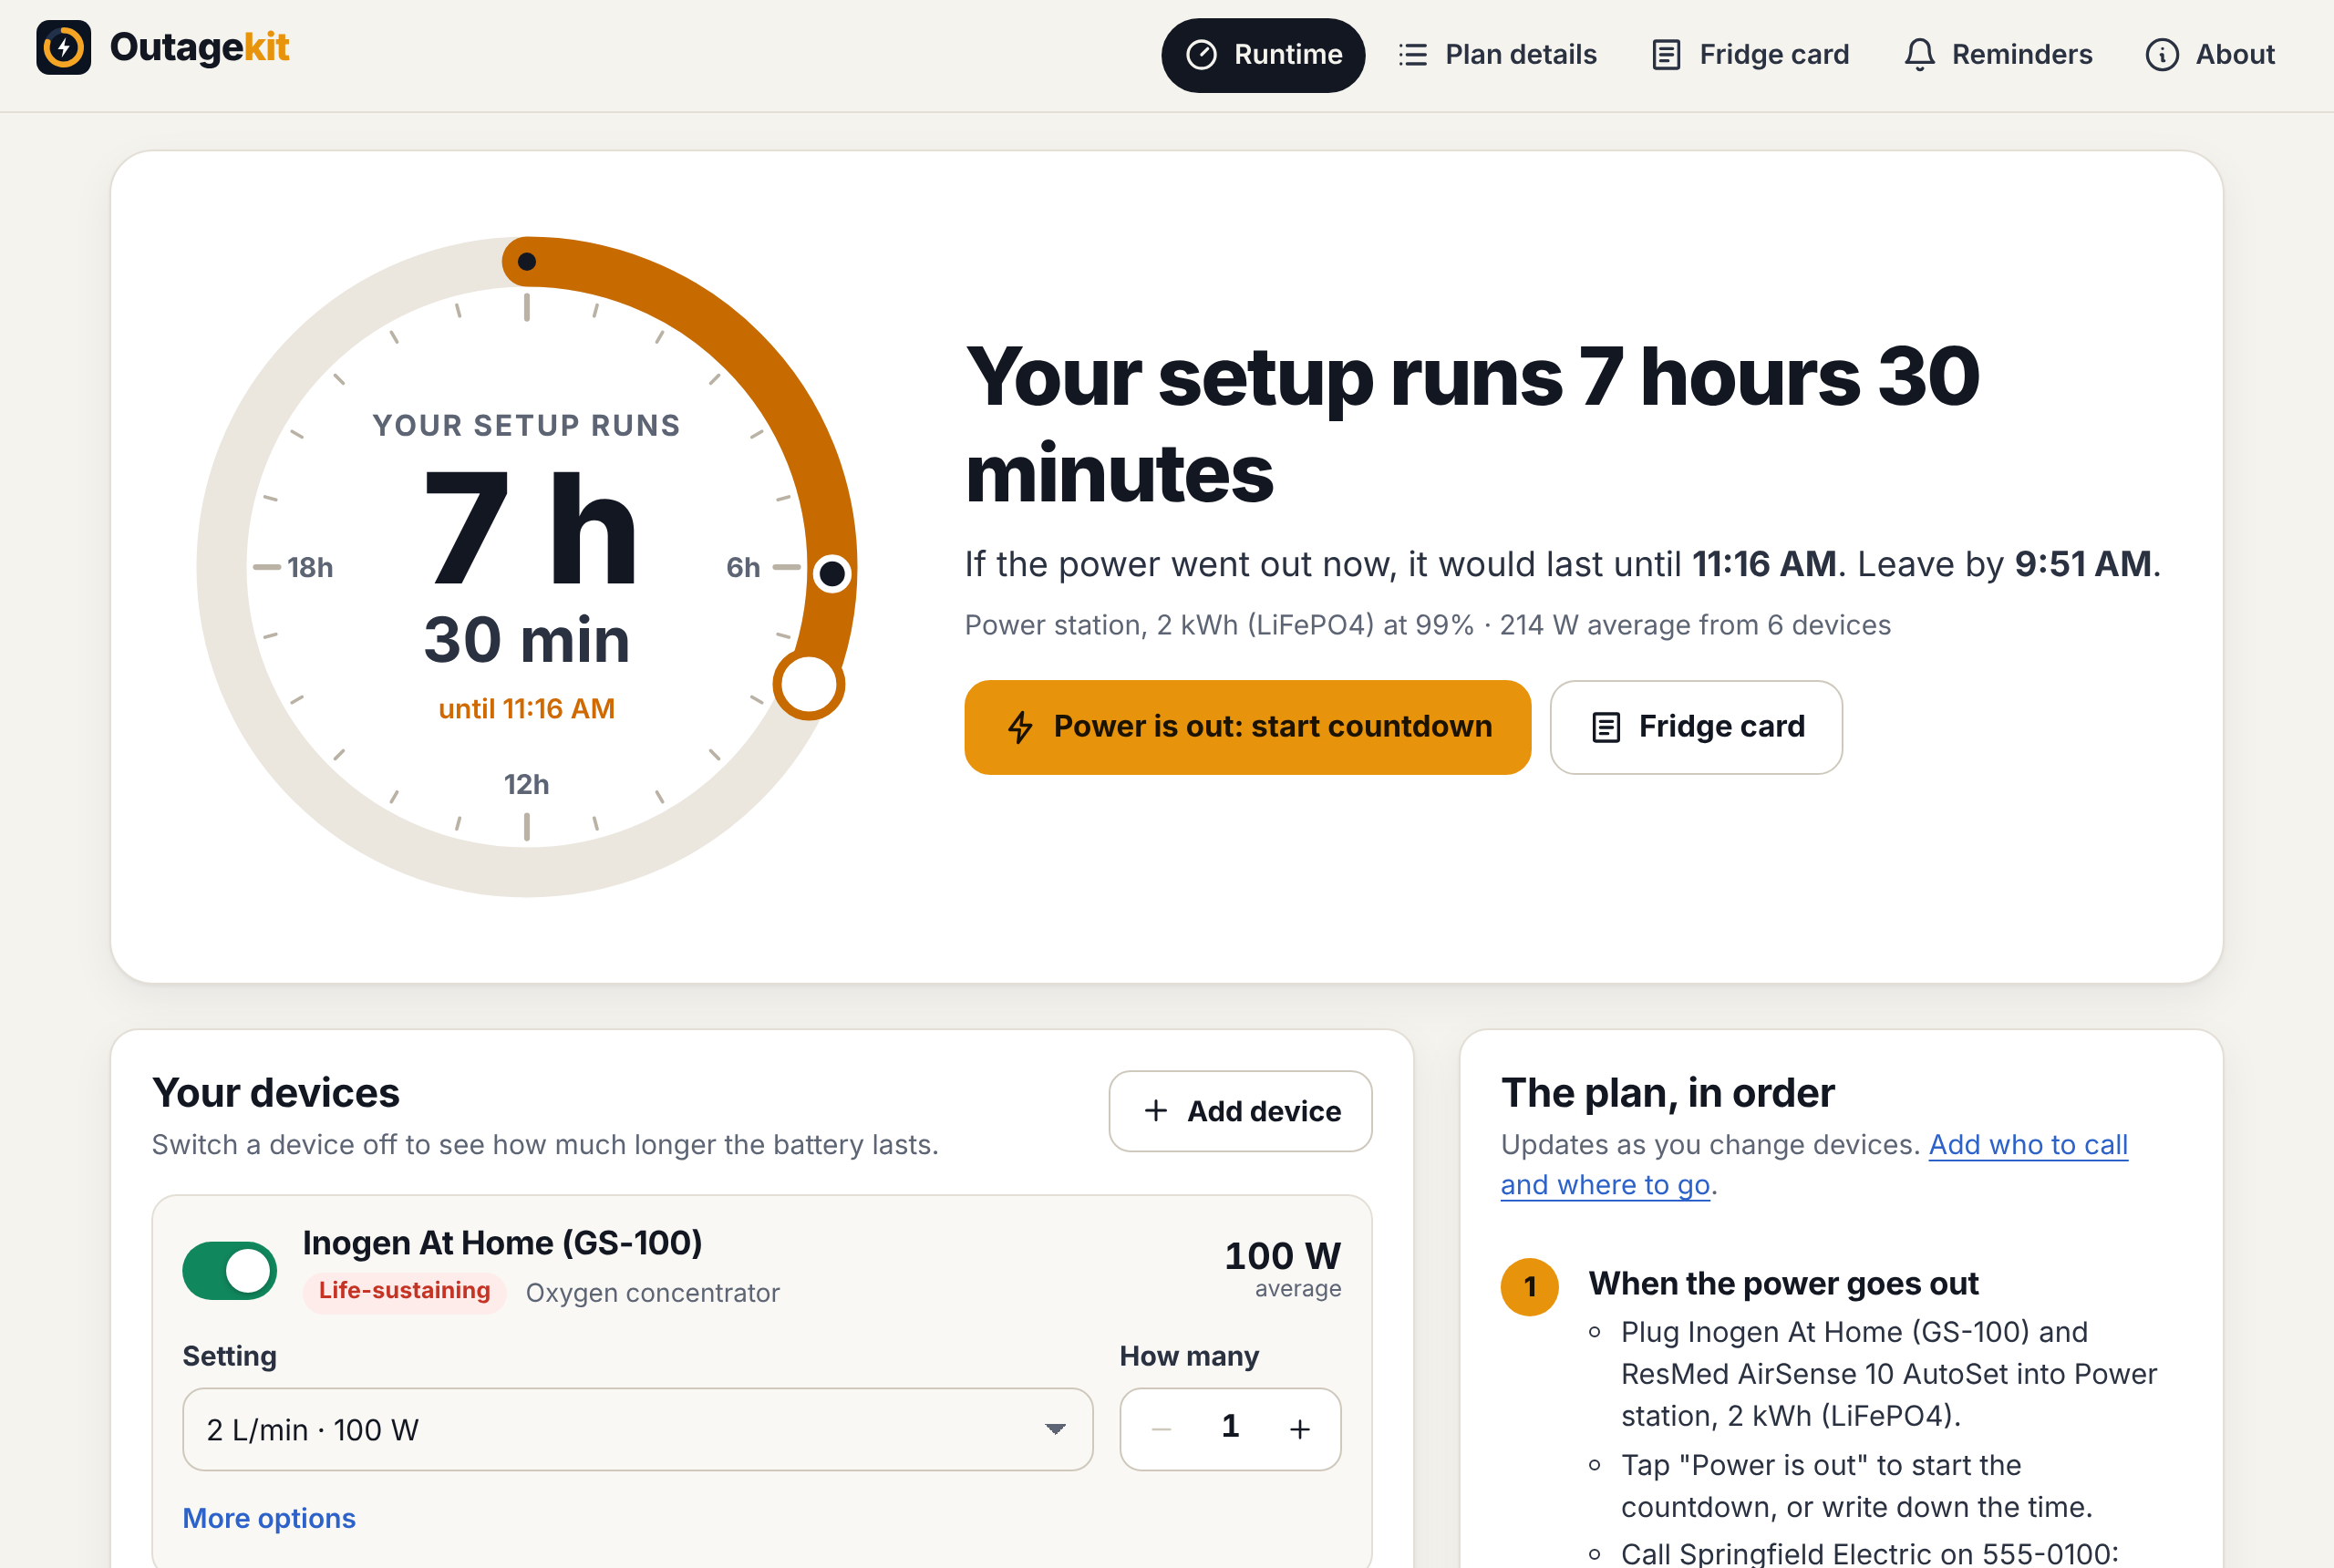 Outagekit
Runtime
Plan details
Fridge card
Reminders
About
YOUR SETUP RUNS
7 h
30 min
until 11:16 AM
18h
6h
12h
Your setup runs 7 hours 30
minutes
If the power went out now, it would last until 11:16 AM. Leave by 9:51 AM.
Power station, 2 kWh (LiFePO4) at 99% · 214 W average from 6 devices
Power is out: start countdown
Fridge card
Your devices
Switch a device off to see how much longer the battery lasts.
+ Add device
Inogen At Home (GS-100)
Life-sustaining
Oxygen concentrator
100 W
average
Setting
2 L/min · 100 W
How many
− 1 +
More options
The plan, in order
Updates as you change devices. Add who to call
and where to go.
1
When the power goes out
Plug Inogen At Home (GS-100) and
ResMed AirSense 10 AutoSet into Power
station, 2 kWh (LiFePO4).
Tap "Power is out" to start the
countdown, or write down the time.
Call Springfield Electric on 555-0100: